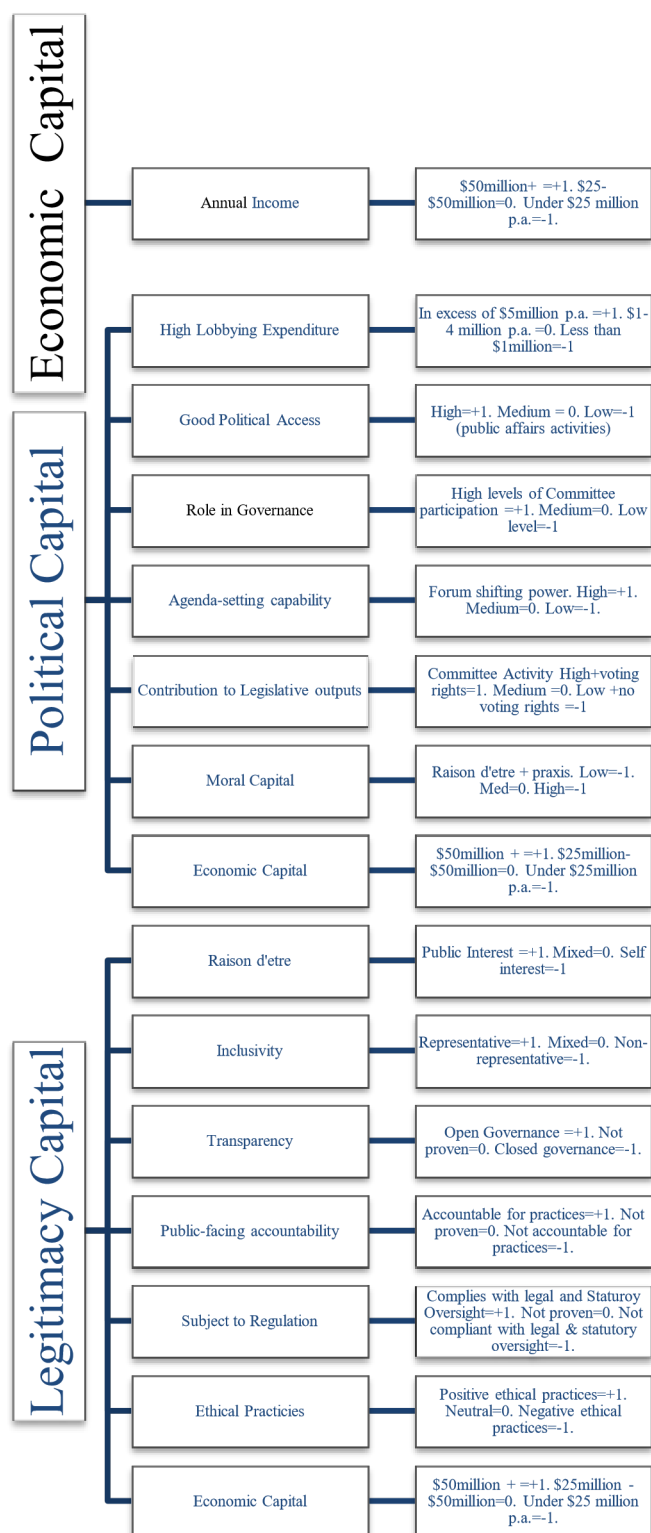 Economic Capital
Annual Income
$50million+ =+1. $25-
$50million=0. Under $25 million
p.a.=-1.
Political Capital
High Lobbying Expenditure
In excess of $5million p.a. =+1. $1-
4 million p.a. =0. Less than
$1million=-1
Good Political Access
High=+1. Medium = 0. Low=-1
(public affairs activities)
Role in Governance
High levels of Committee
participation =+1. Medium=0. Low
level=-1
Agenda-setting capability
Forum shifting power. High=+1.
Medium=0. Low=-1.
Contribution to Legislative outputs
Committee Activity High+voting
rights=1. Medium =0. Low +no
voting rights =-1
Moral Capital
Raison d'etre + praxis. Low=-1.
Med=0. High=-1
Economic Capital
$50million + =+1. $25million-
$50million=0. Under $25million
p.a.=-1.
Legitimacy Capital
Raison d'etre
Public Interest =+1. Mixed=0. Self
interest=-1
Inclusivity
Representative=+1. Mixed=0. Non-
representative=-1.
Transparency
Open Governance =+1. Not
proven=0. Closed governance=-1.
Public-facing accountability
Accountable for practices=+1. Not
proven=0. Not accountable for
practices=-1.
Subject to Regulation
Complies with legal and Staturoy
Oversight=+1. Not proven=0. Not
compliant with legal & statutory
oversight=-1.
Ethical Practicies
Positive ethical practices=+1.
Neutral=0. Negative ethical
practices=-1.
Economic Capital
$50million + =+1. $25million -
$50million=0. Under $25 million
p.a.=-1.